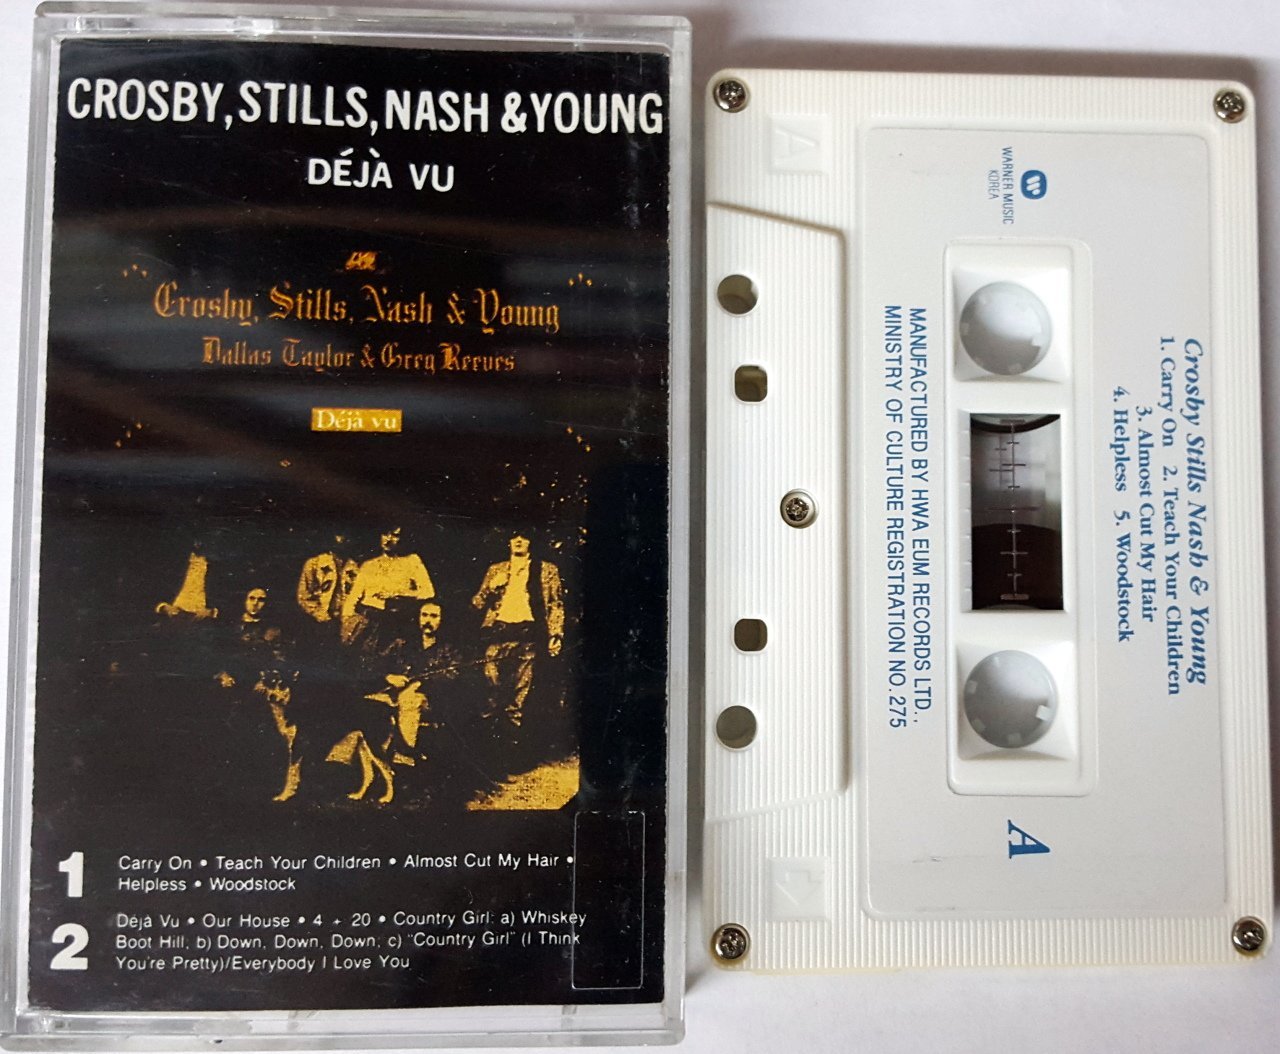 CROSBY, STILLS, NASH & YOUNG
DÉJÀ VU
Crosby, Stills, Nash & Young
Dallas Taylor & Greg Reeves
Déjà vu
1
Carry On • Teach Your Children • Almost Cut My Hair •
Helpless • Woodstock
2
Déjà Vu • Our House • 4 + 20 • Country Girl: a) Whiskey
Boot Hill, b) Down, Down, Down; c) "Country Girl" (I Think
You're Pretty)/Everybody I Love You
A
WARNER MUSIC
KOREA
Crosby Stills Nash & Young
1. Carry On 2. Teach Your Children
3. Almost Cut My Hair
4. Helpless 5. Woodstock
MANUFACTURED BY HWA EUM RECORDS LTD.,
MINISTRY OF CULTURE REGISTRATION NO. 275
A